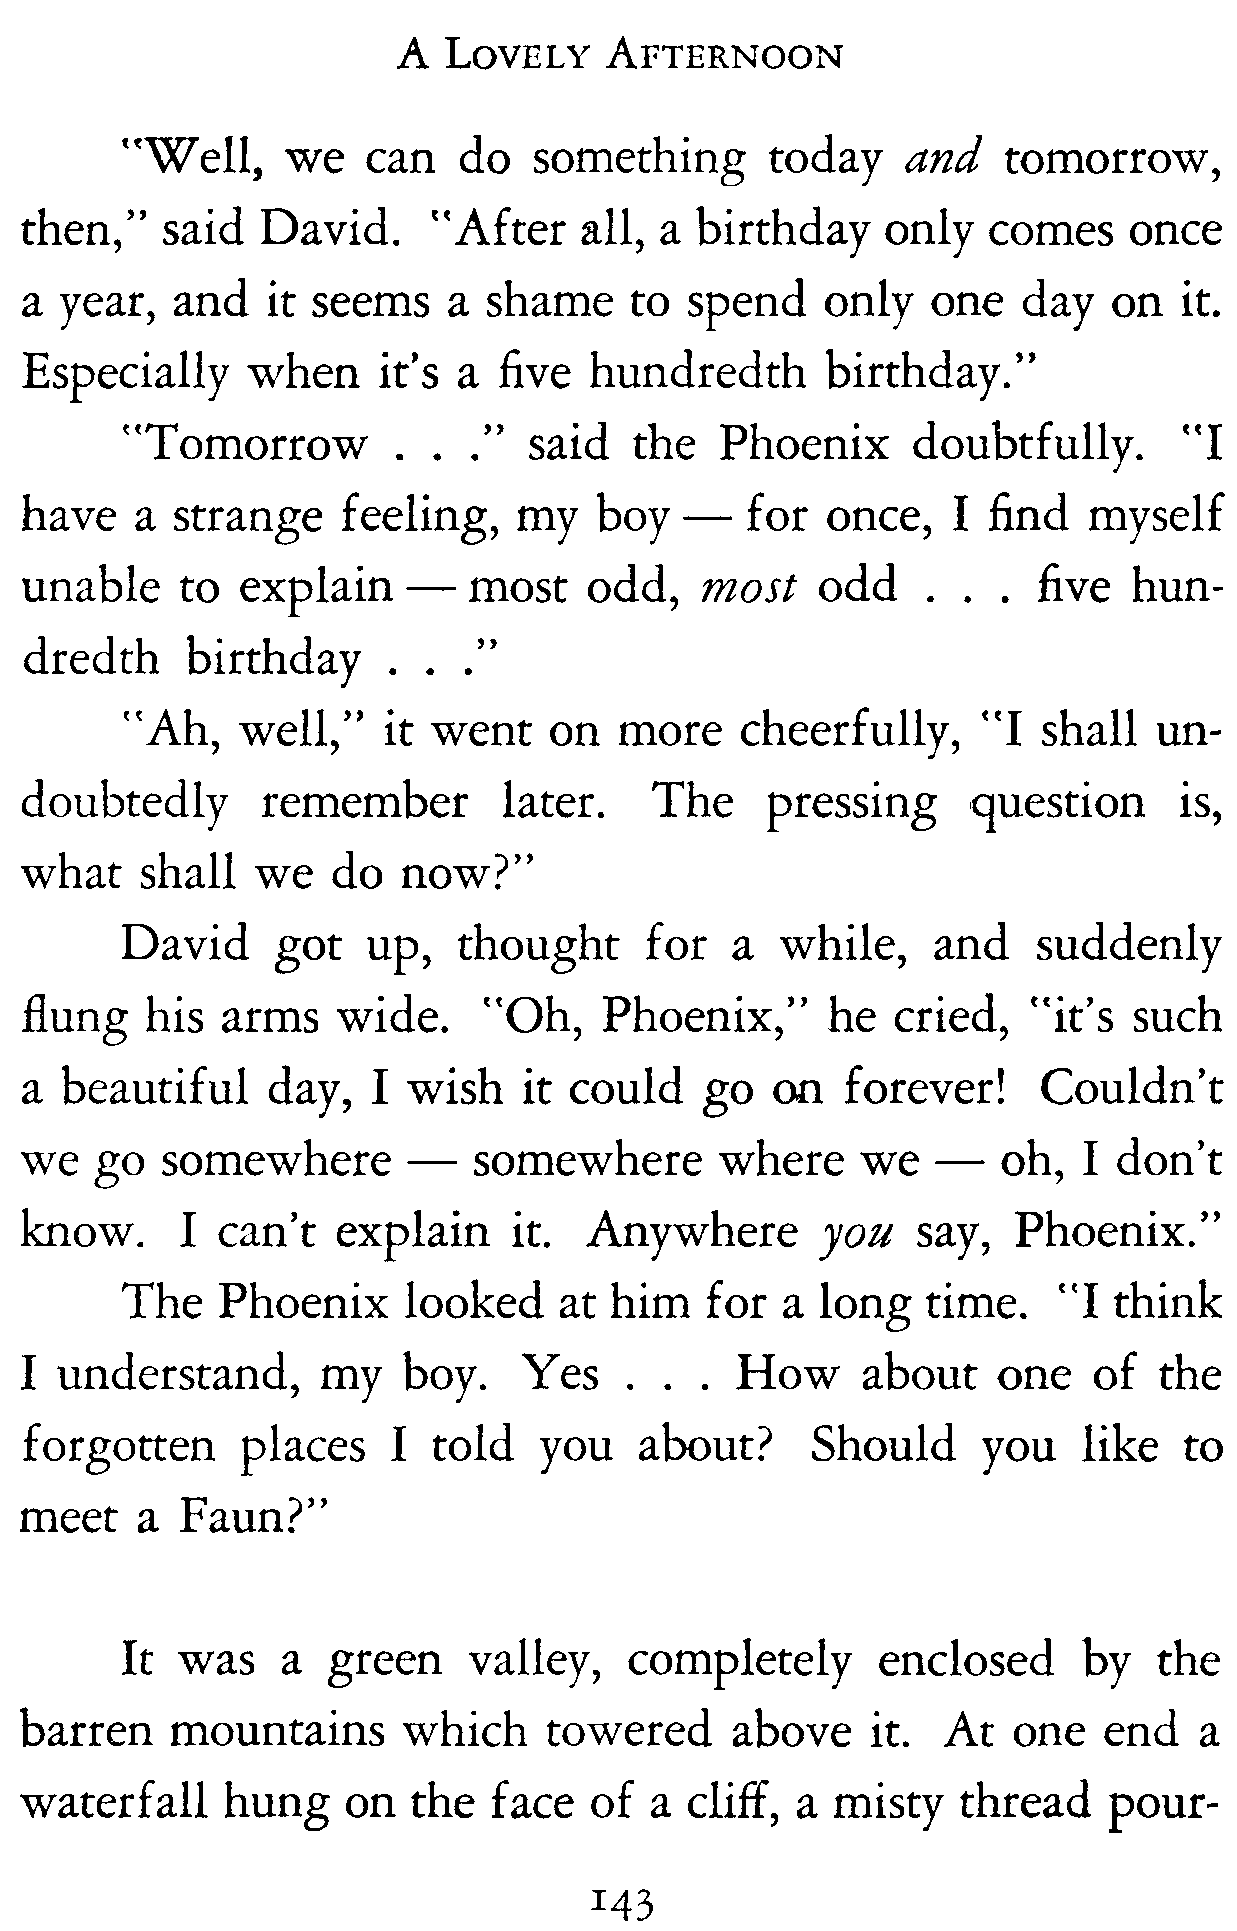 A Lovely Afternoon
"Well, we can do something today and tomorrow,
then," said David. "After all, a birthday only comes once
a year, and it seems a shame to spend only one day on it.
Especially when it's a five hundredth birthday."
"Tomorrow . . ." said the Phoenix doubtfully. "I
have a strange feeling, my boy — for once, I find myself
unable to explain — most odd, most odd . . . five hun-
dredth birthday . . ."
"Ah, well," it went on more cheerfully, "I shall un-
doubtedly remember later. The pressing question is,
what shall we do now?"
David got up, thought for a while, and suddenly
flung his arms wide. "Oh, Phoenix," he cried, "it's such
a beautiful day, I wish it could go on forever! Couldn't
we go somewhere — somewhere where we — oh, I don't
know. I can't explain it. Anywhere you say, Phoenix."
The Phoenix looked at him for a long time. "I think
I understand, my boy. Yes . . . How about one of the
forgotten places I told you about? Should you like to
meet a Faun?"
It was a green valley, completely enclosed by the
barren mountains which towered above it. At one end a
waterfall hung on the face of a cliff, a misty thread pour-
143